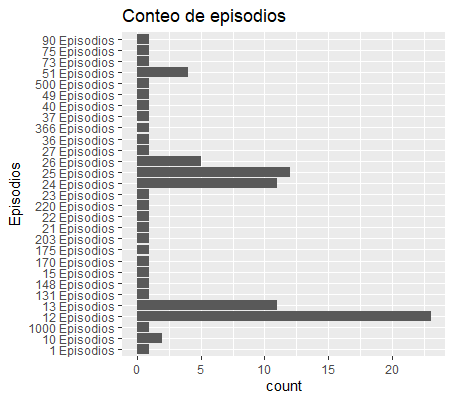 Conteo de episodios
90 Episodios
75 Episodios
73 Episodios
51 Episodios
500 Episodios
49 Episodios
40 Episodios
37 Episodios
366 Episodios
36 Episodios
27 Episodios
26 Episodios
25 Episodios
24 Episodios
23 Episodios
220 Episodios
22 Episodios
21 Episodios
203 Episodios
175 Episodios
170 Episodios
15 Episodios
148 Episodios
131 Episodios
13 Episodios
12 Episodios
1000 Episodios
10 Episodios
1 Episodios
Episodios
0 5 10 15 20
count